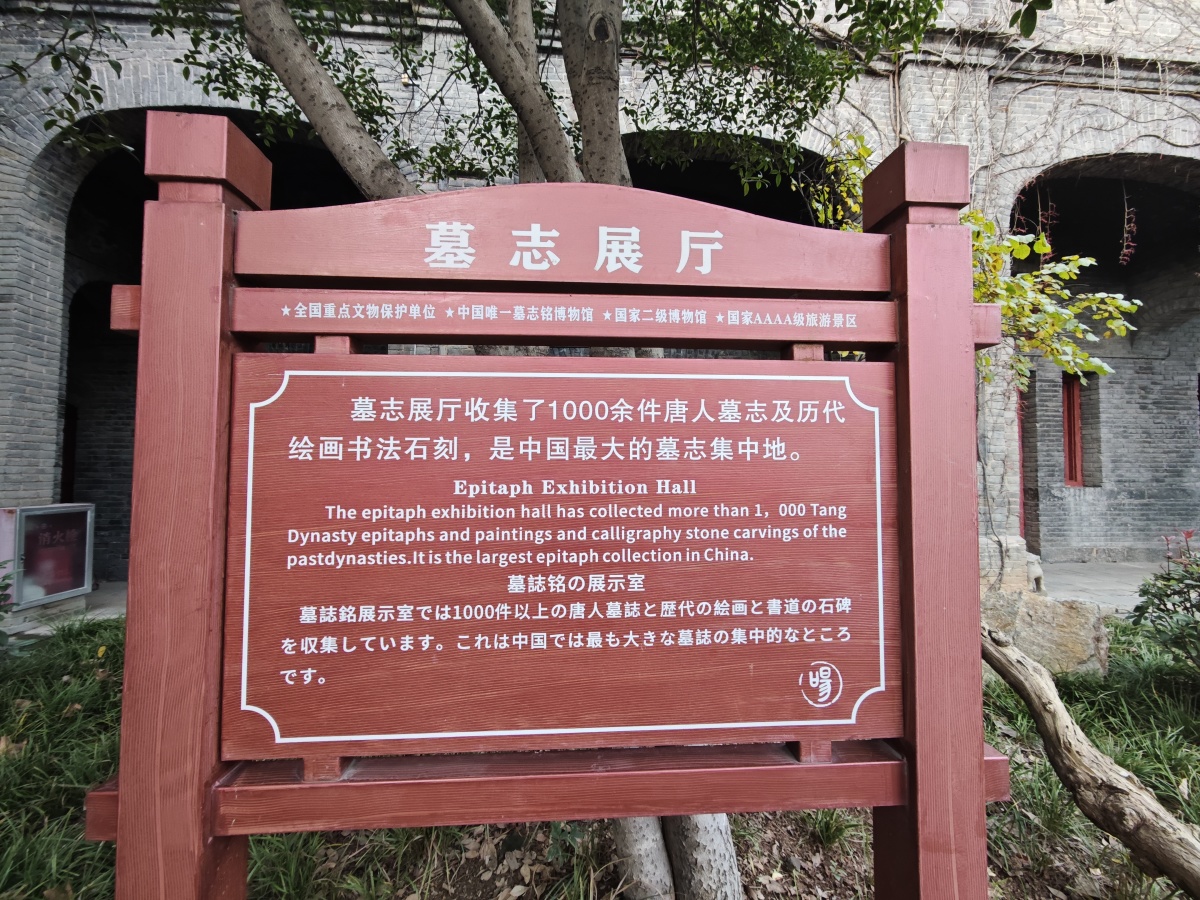 墓志展厅
★全国重点文物保护单位 ★中国唯一墓志铭博物馆 ★国家二级博物馆 ★国家AAAA级旅游景区
墓志展厅收集了1000余件唐人墓志及历代
绘画书法石刻，是中国最大的墓志集中地。
Epitaph Exhibition Hall
The epitaph exhibition hall has collected more than 1，000 Tang
Dynasty epitaphs and paintings and calligraphy stone carvings of the
pastdynasties.It is the largest epitaph collection in China.
墓誌铭の展示室
墓誌銘展示室では1000件以上の唐人墓誌と歴代の絵画と書道の石碑
を収集しています。これは中国では最も大きな墓誌の集中的なところ
です。